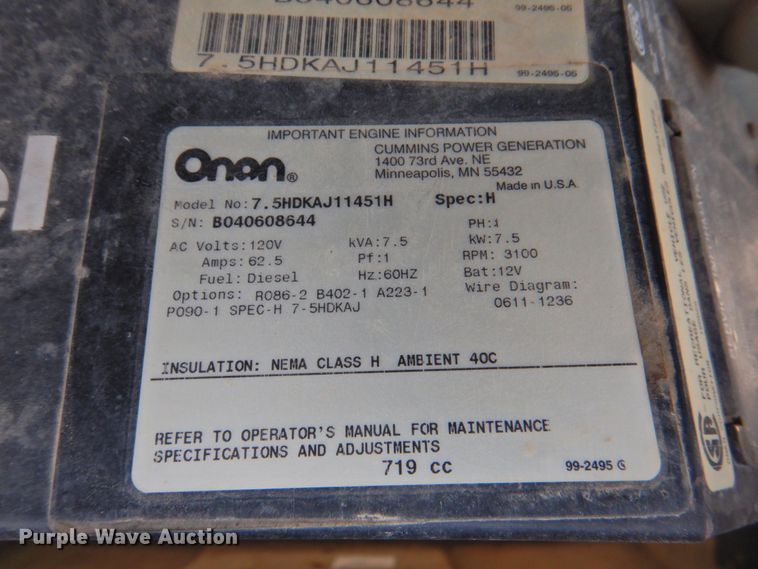 B040608644
99-2495-05
7.5HDKAJ11451H
99-2495-05
el
IMPORTANT ENGINE INFORMATION
Onan®
CUMMINS POWER GENERATION
1400 73rd Ave. NE
Minneapolis, MN 55432
Made in U.S.A.
Model No:7.5HDKAJ11451H Spec:H
S/N: B040608644 PH:1
AC Volts:120V kVA:7.5 kW:7.5
Amps:62.5 Pf:1 RPM: 3100
Fuel: Diesel Hz:60HZ Bat:12V
Options: R086-2 B402-1 A223-1 Wire Diagram:
P090-1 SPEC-H 7-5HDKAJ 0611-1236
INSULATION: NEMA CLASS H AMBIENT 40C
REFER TO OPERATOR'S MANUAL FOR MAINTENANCE
SPECIFICATIONS AND ADJUSTMENTS
719 cc
99-2495 G
Purple Wave Auction